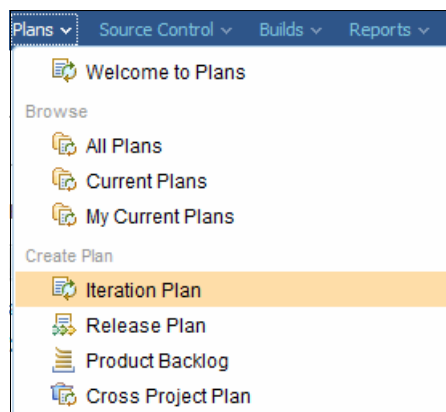 Plans Source Control Builds Reports
Welcome to Plans
Browse
All Plans
Current Plans
My Current Plans
Create Plan
Iteration Plan
Release Plan
Product Backlog
Cross Project Plan